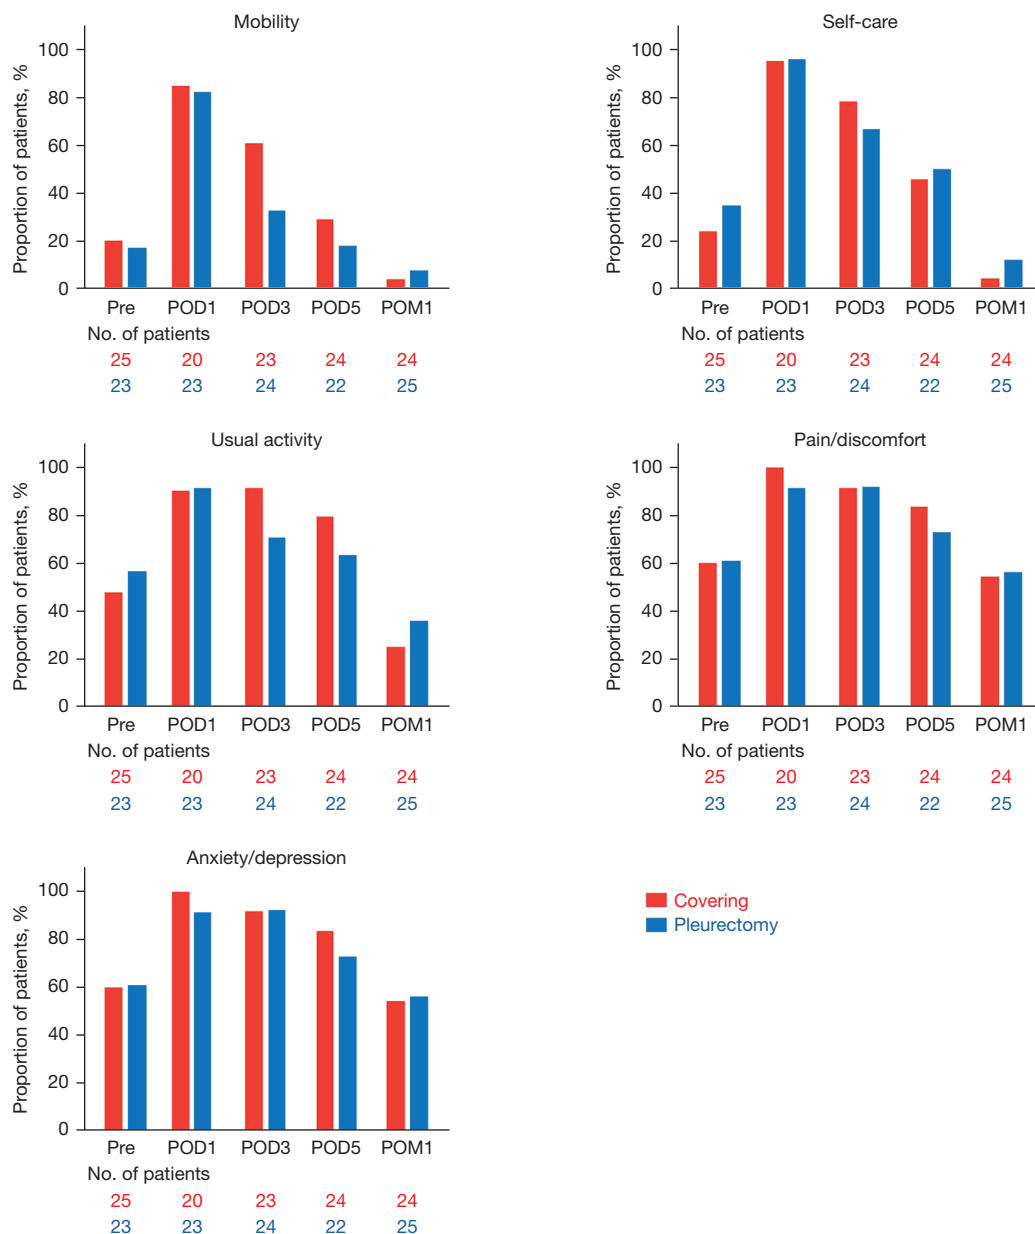 Mobility
Proportion of patients, %
100
80
60
40
20
0
Pre POD1 POD3 POD5 POM1
No. of patients
25 20 23 24 24
23 23 24 22 25
Self-care
Proportion of patients, %
100
80
60
40
20
0
Pre POD1 POD3 POD5 POM1
No. of patients
25 20 23 24 24
23 23 24 22 25
Usual activity
Proportion of patients, %
100
80
60
40
20
0
Pre POD1 POD3 POD5 POM1
No. of patients
25 20 23 24 24
23 23 24 22 25
Pain/discomfort
Proportion of patients, %
100
80
60
40
20
0
Pre POD1 POD3 POD5 POM1
No. of patients
25 20 23 24 24
23 23 24 22 25
Anxiety/depression
Proportion of patients, %
100
80
60
40
20
0
Pre POD1 POD3 POD5 POM1
No. of patients
25 20 23 24 24
23 23 24 22 25
Covering
Pleurectomy